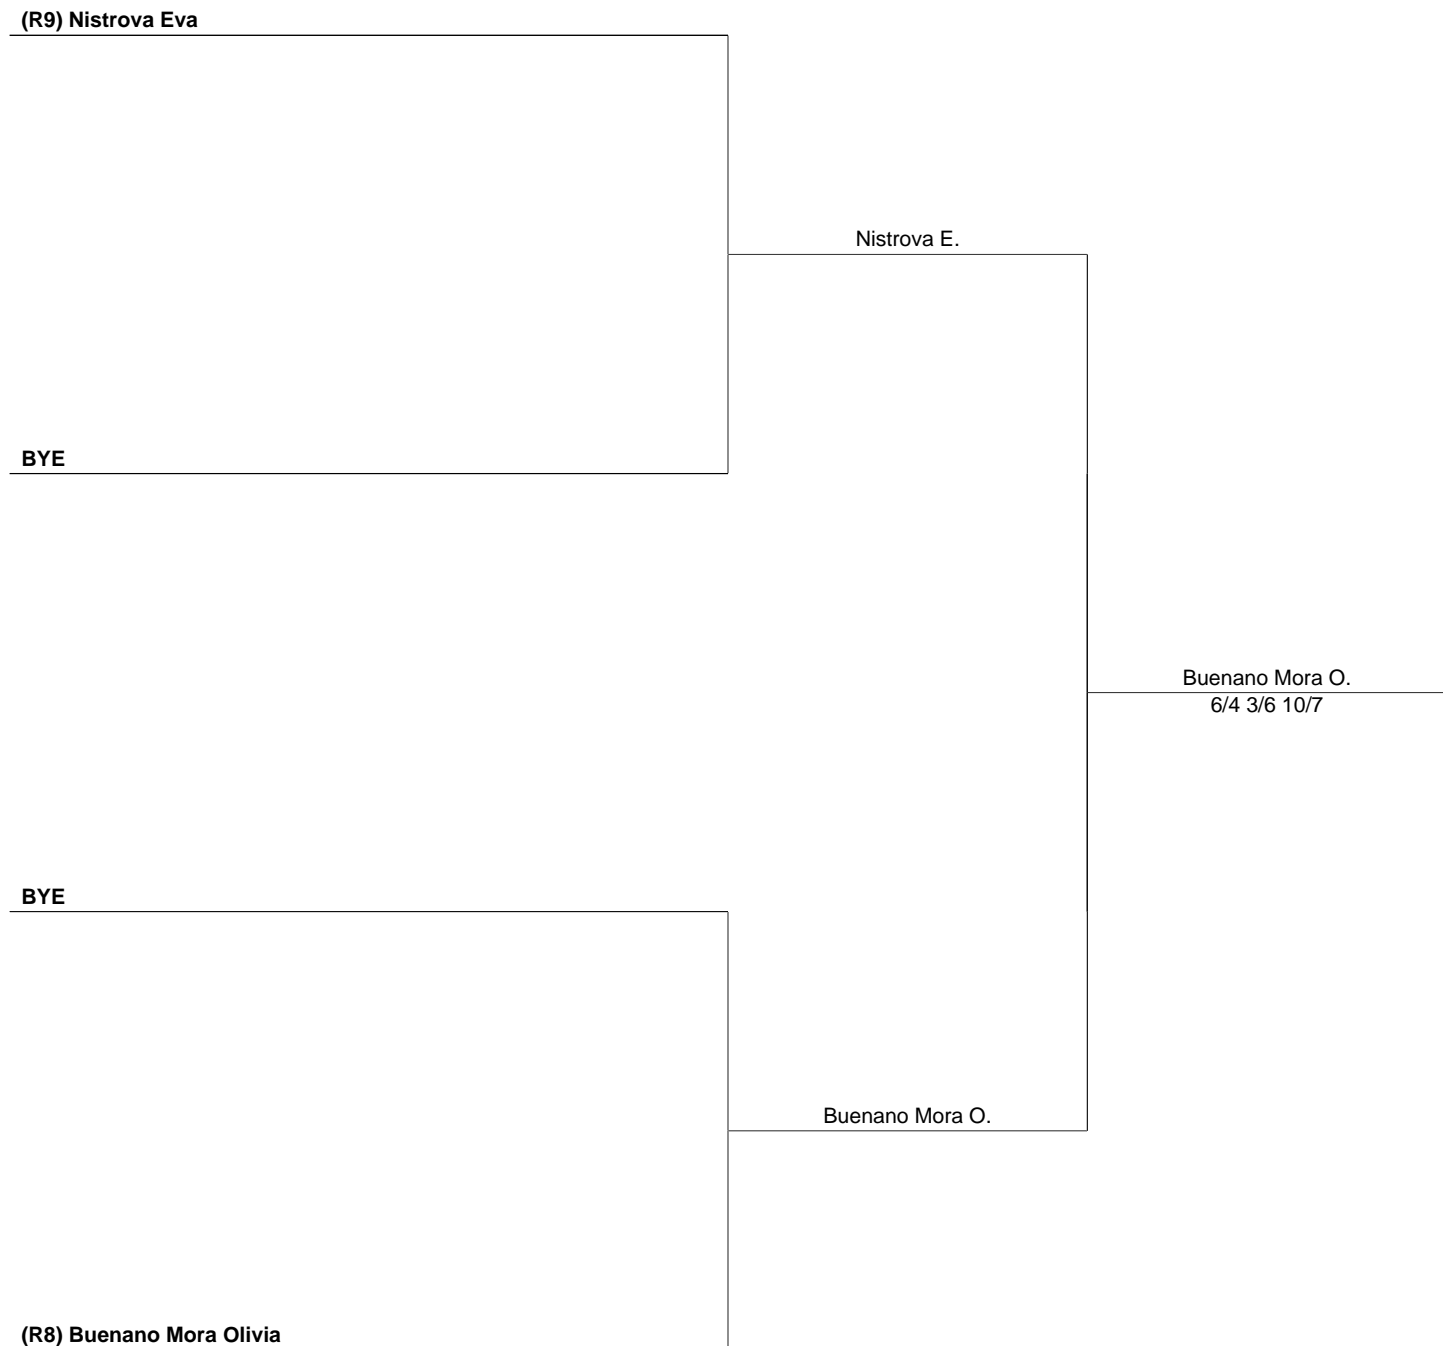 (R9) Nistrova Eva
Nistrova E.
BYE
Buenano Mora O.
6/4 3/6 10/7
BYE
Buenano Mora O.
(R8) Buenano Mora Olivia